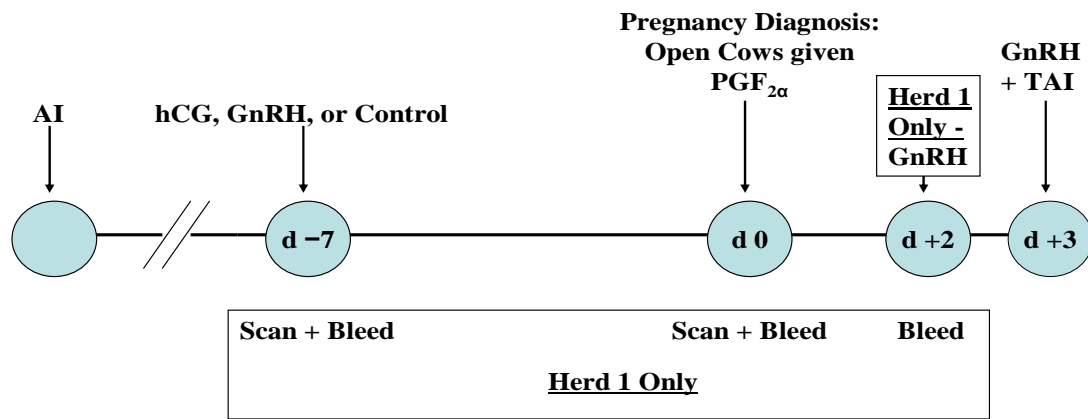 Pregnancy Diagnosis:
Open Cows given
PGF2α
GnRH
+ TAI
Herd 1
Only -
GnRH
AI
hCG, GnRH, or Control
d −7
d 0
d +2
d +3
Scan + Bleed
Scan + Bleed
Bleed
Herd 1 Only